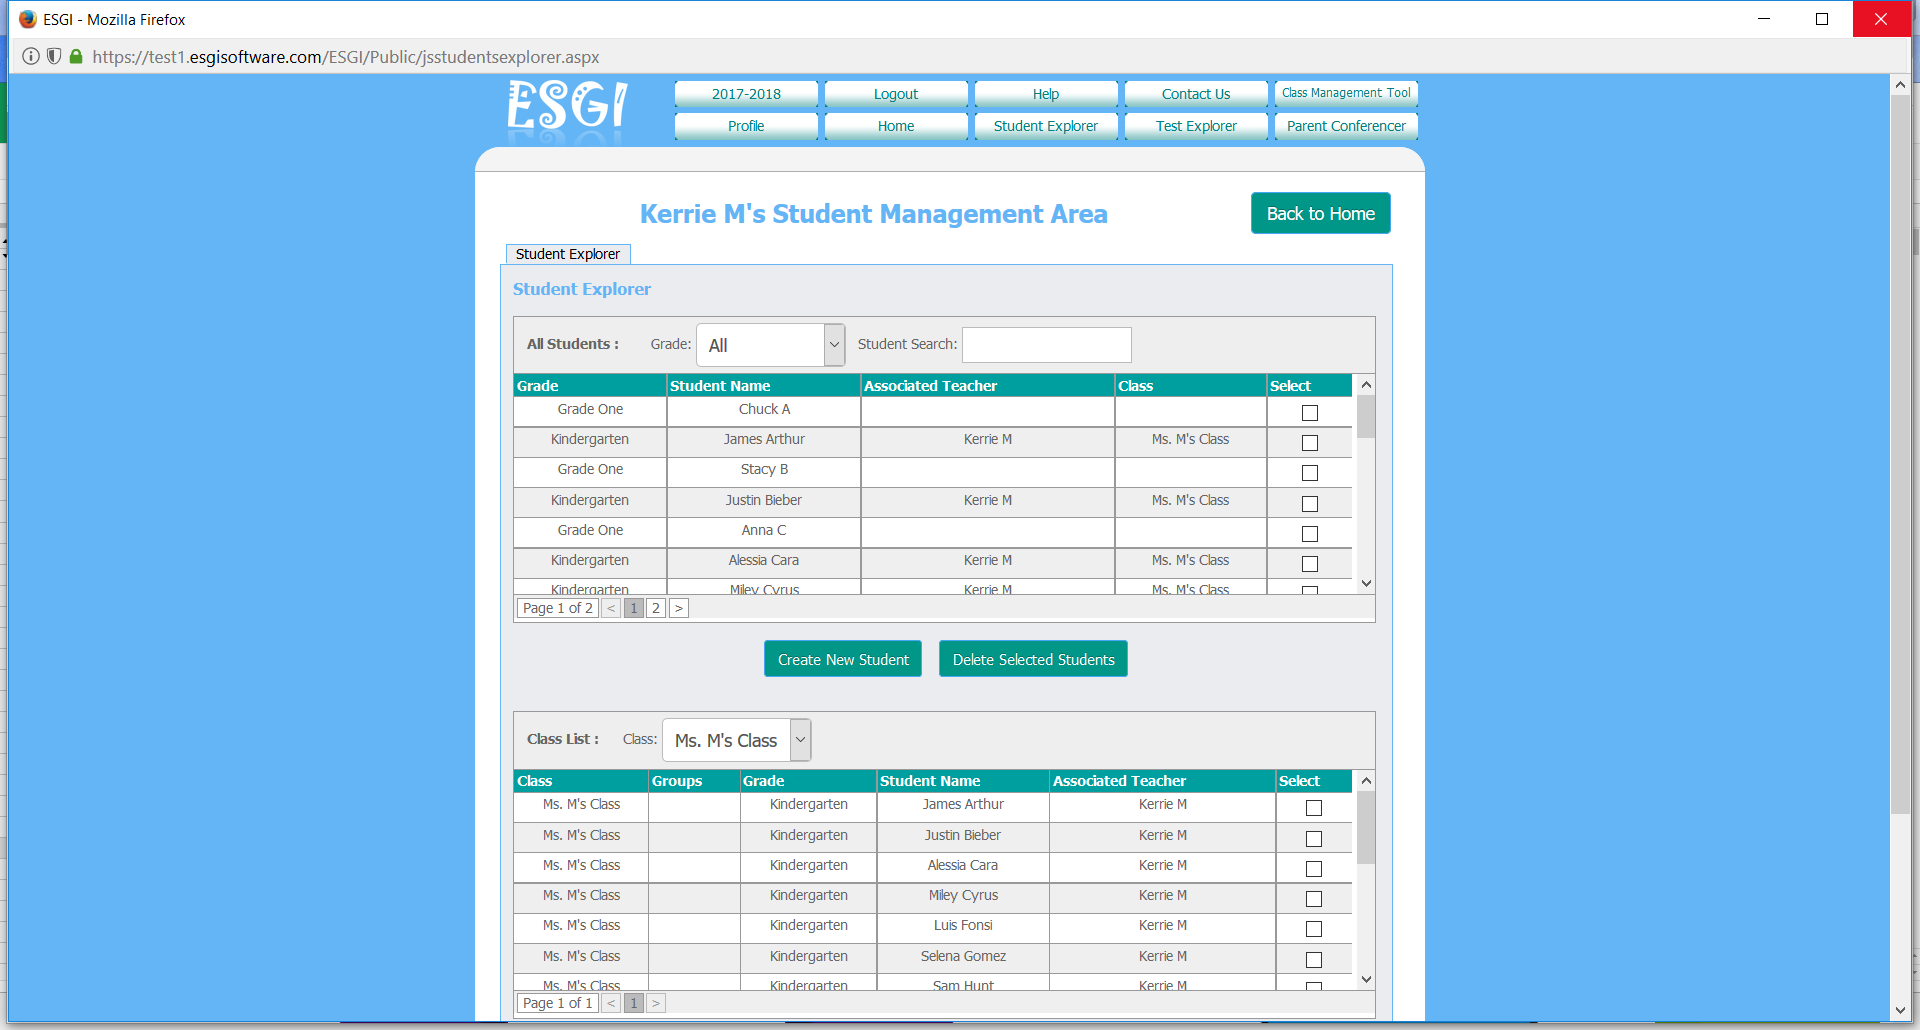 ESGI - Mozilla Firefox
https://test1.esgisoftware.com/ESGI/Public/jsstudentsexplorer.aspx
ESGI
2017-2018 Logout Help Contact Us Class Management Tool
Profile Home Student Explorer Test Explorer Parent Conferencer
Kerrie M's Student Management Area
Back to Home
Student Explorer
Student Explorer
All Students : Grade: All Student Search:
Grade Student Name Associated Teacher Class Select
Grade One Chuck A
Kindergarten James Arthur Kerrie M Ms. M's Class
Grade One Stacy B
Kindergarten Justin Bieber Kerrie M Ms. M's Class
Grade One Anna C
Kindergarten Alessia Cara Kerrie M Ms. M's Class
Kindergarten Miley Cyrus Kerrie M Ms. M's Class
Page 1 of 2 < 1 2 >
Create New Student Delete Selected Students
Class List : Class: Ms. M's Class
Class Groups Grade Student Name Associated Teacher Select
Ms. M's Class Kindergarten James Arthur Kerrie M
Ms. M's Class Kindergarten Justin Bieber Kerrie M
Ms. M's Class Kindergarten Alessia Cara Kerrie M
Ms. M's Class Kindergarten Miley Cyrus Kerrie M
Ms. M's Class Kindergarten Luis Fonsi Kerrie M
Ms. M's Class Kindergarten Selena Gomez Kerrie M
Ms. M's Class Kindergarten Sam Hunt Kerrie M
Page 1 of 1 < 1 >